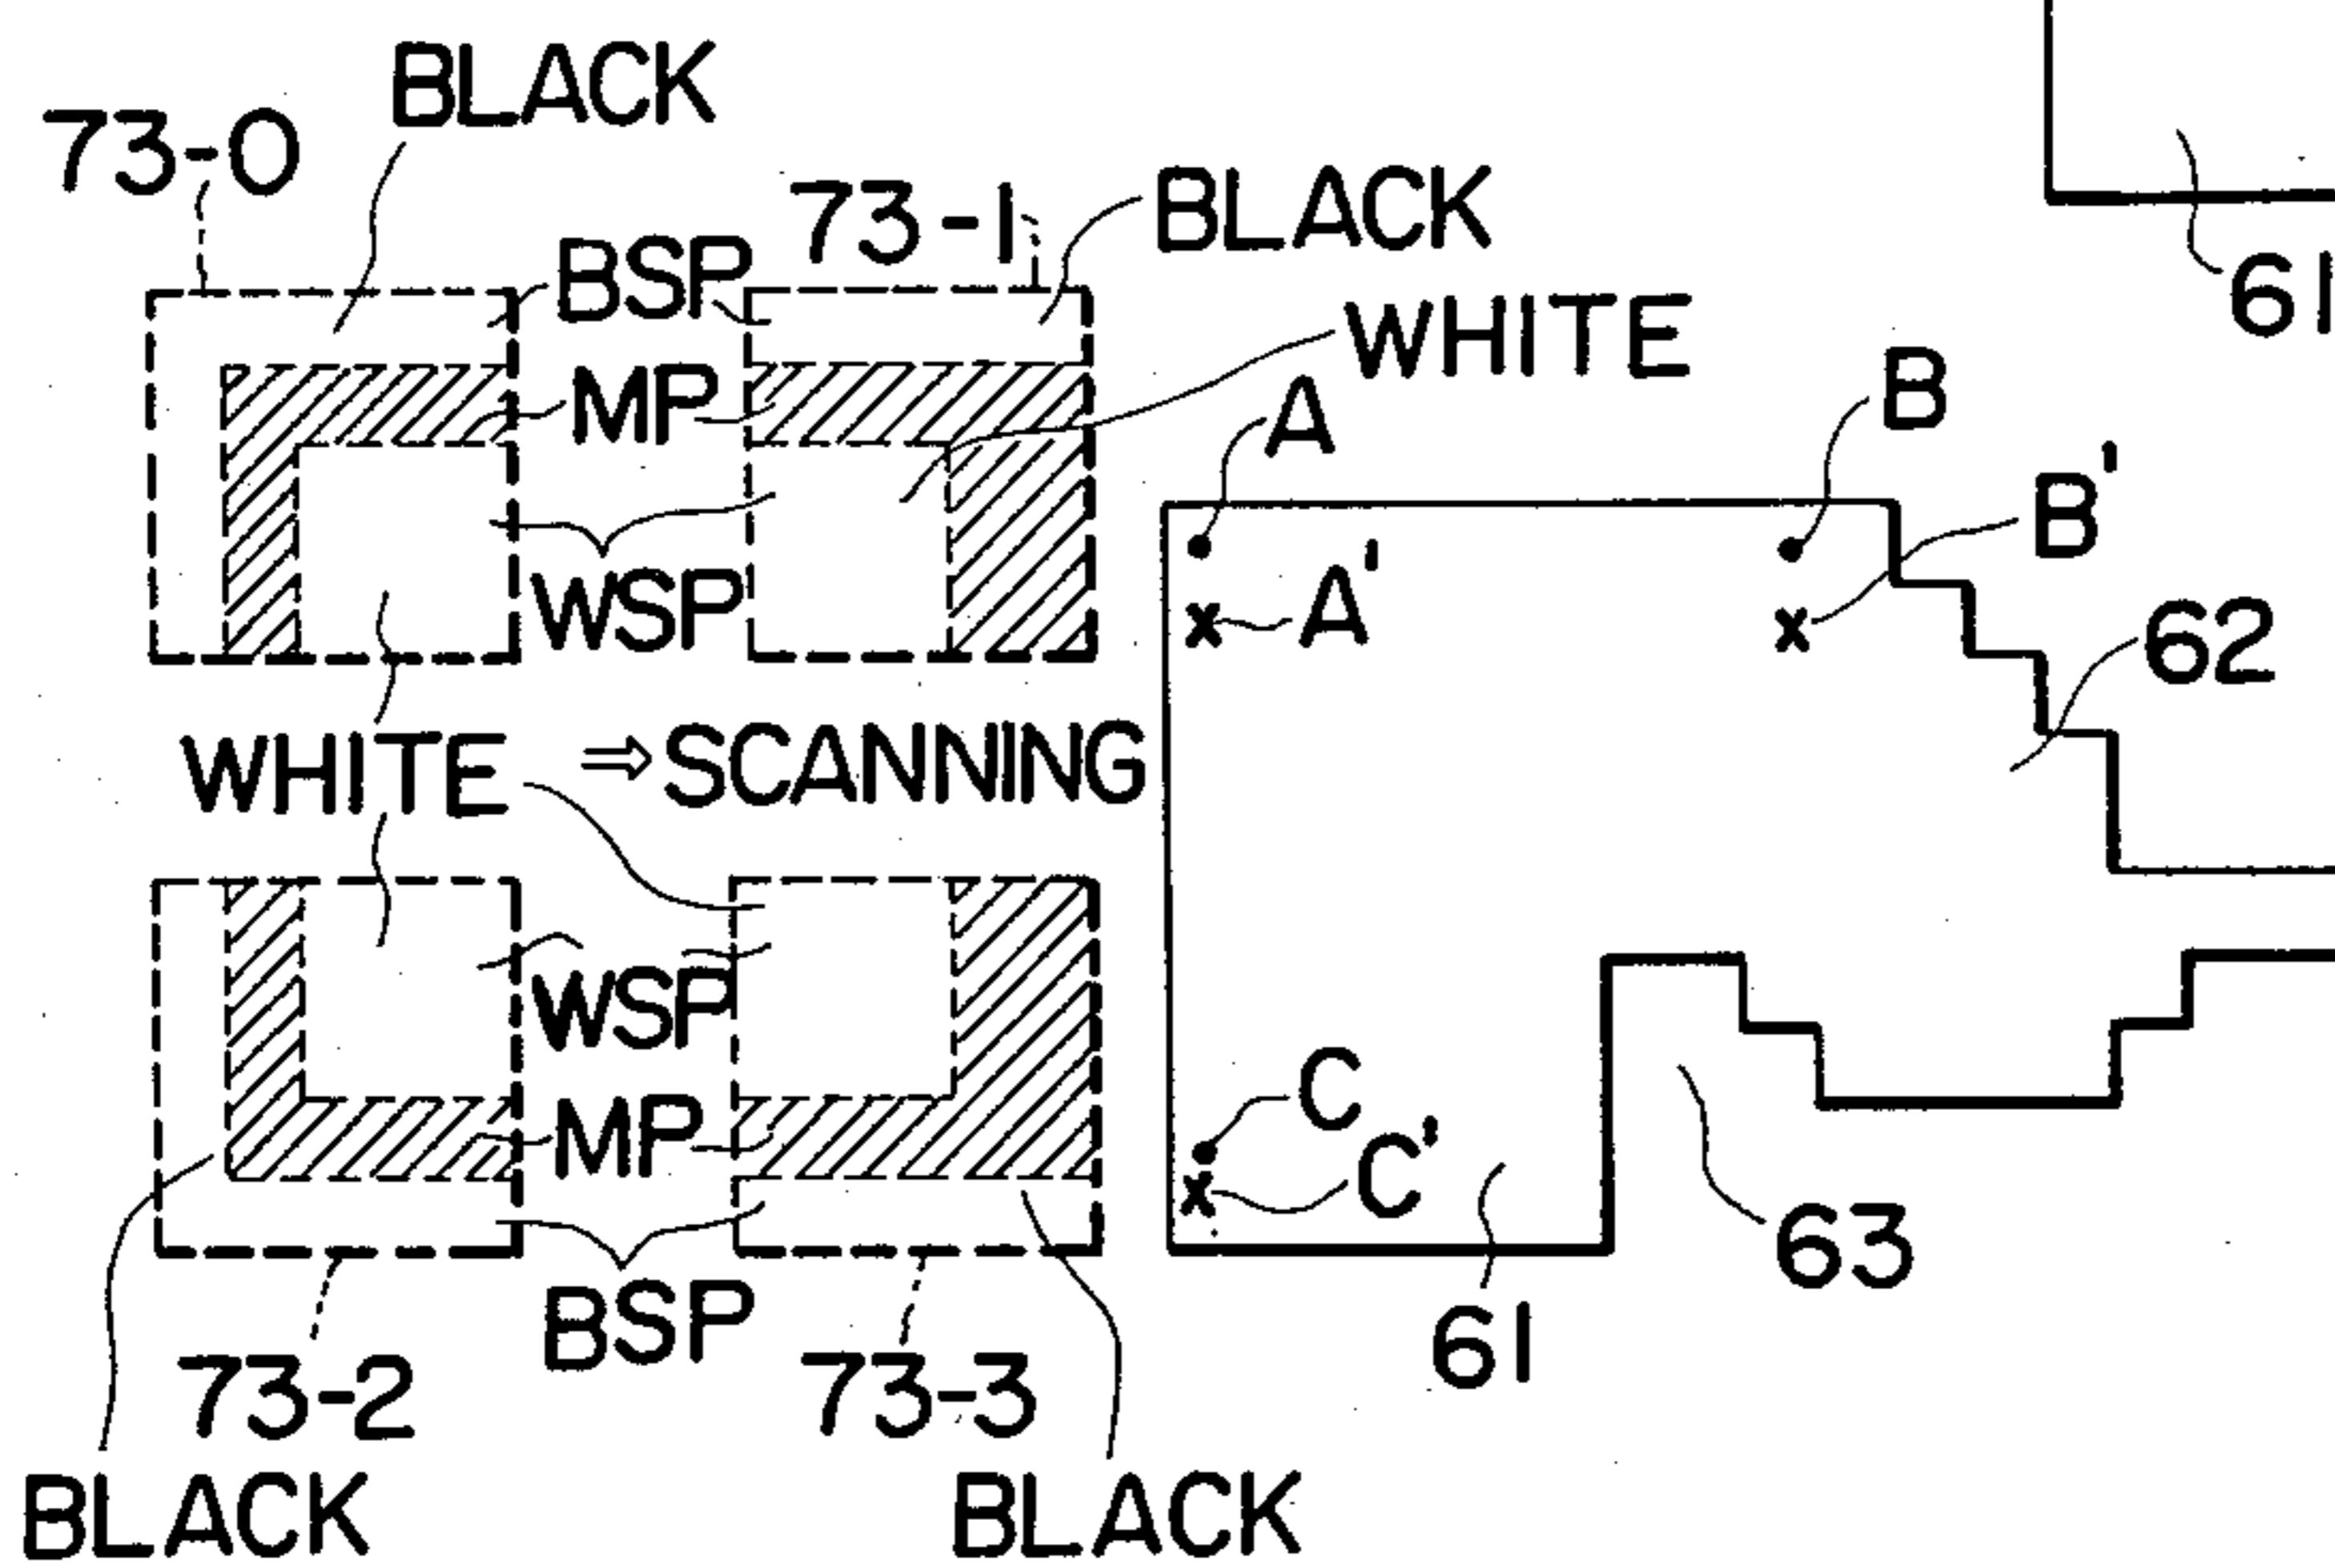 BLACK
73-0
BSP
73-1
BLACK
WHITE
MP
A
B
B'
WSP
A'
62
61
WHITE
⇒ SCANNING
WSP
MP
C
C'
BSP
61
63
73-2
73-3
BLACK
BLACK